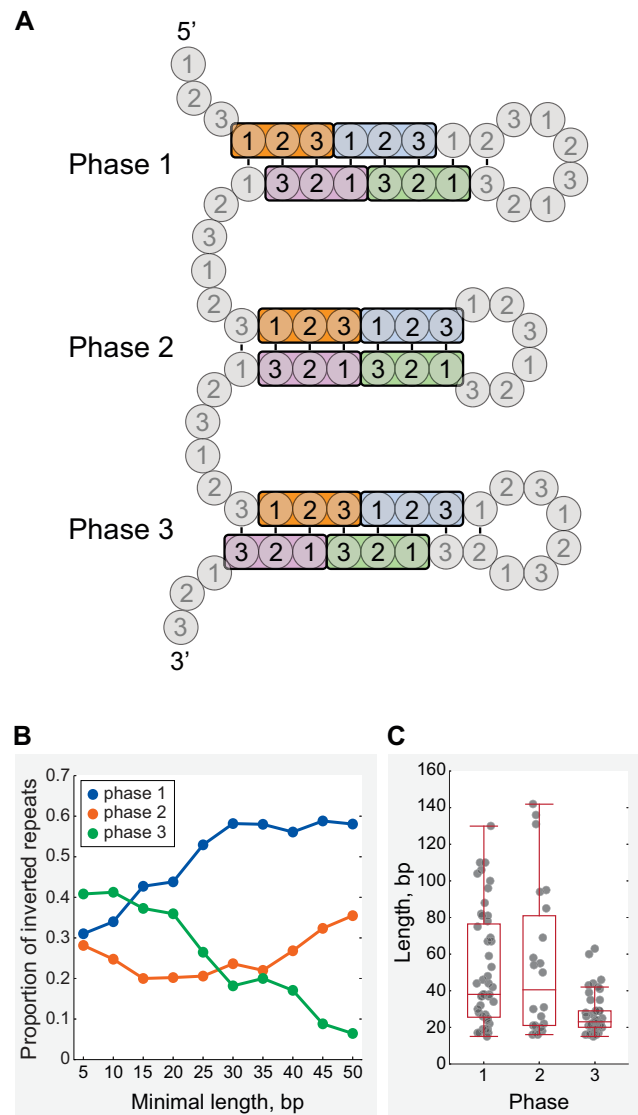 A
5’
1
2
3
1 2 3 1 2 3 1 2 3 1
2
Phase 1
3
1 3 2 1 3 2 1 3 2 1
2
3
1
2
3 1 2 3 1 2 3 1 2
3
Phase 2
1
1 3 2 1 3 2 1 3 2
2
3
1
2
3 1 2 3 1 2 3 1 2 3
1
Phase 3
2
3 2 1 3 2 1 3 2 1 3
1
2
3
3’
B
Proportion of inverted repeats
0.7
0.6
0.5
0.4
0.3
0.2
0.1
0
phase 1
phase 2
phase 3
5 10 15 20 25 30 35 40 45 50
Minimal length, bp
C
Length, bp
160
140
120
100
80
60
40
20
0
1 2 3
Phase